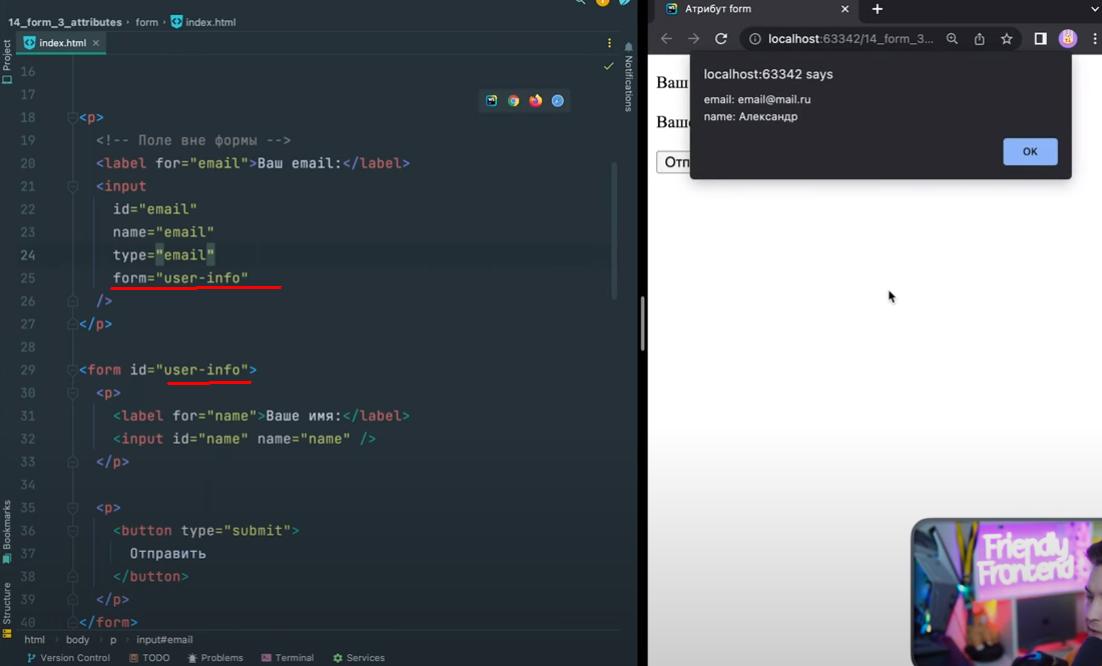 14_form_3_attributes › form › index.html
index.html ×
Project
Notifications
16
17
18 <p>
19 <!-- Поле вне формы -->
20 <label for="email">Ваш email:</label>
21 <input
22 id="email"
23 name="email"
24 type="email"
25 form="user-info"
26 />
27 </p>
28
29 <form id="user-info">
30 <p>
31 <label for="name">Ваше имя:</label>
32 <input id="name" name="name" />
33 </p>
34
35 <p>
36 <button type="submit">
37 Отправить
38 </button>
39 </p>
40 </form>
Bookmarks
Structure
html › body › p › input#email
Version Control TODO Problems Terminal Services
Атрибут form
localhost:63342/14_form_3...
Ваш
localhost:63342 says
email: email@mail.ru
name: Александр
OK
Friendly
Frontend